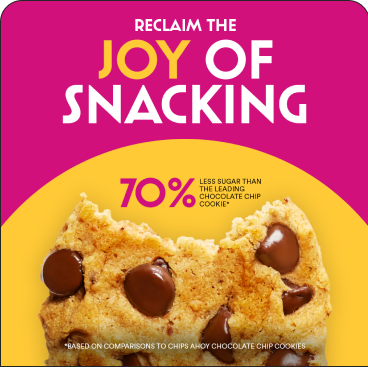 RECLAIM THE
JOY OF
SNACKING
70% LESS SUGAR THAN
THE LEADING
CHOCOLATE CHIP
COOKIE*
*BASED ON COMPARISONS TO CHIPS AHOY CHOCOLATE CHIP COOKIES